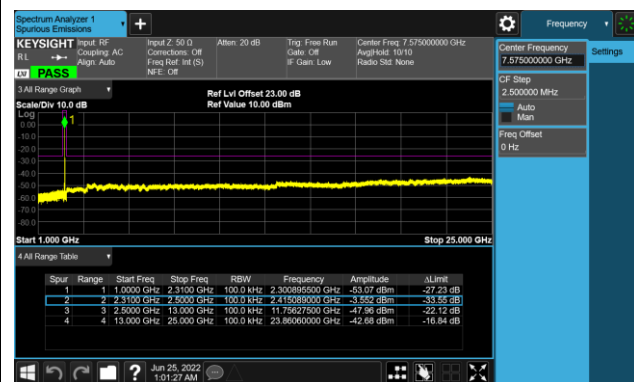 Spectrum Analyzer 1
Spurious Emissions
+
Frequency
KEYSIGHT
Input: RF
Input Z: 50 Ω
Atten: 20 dB
Trig: Free Run
Center Freq: 7.575000000 GHz
RL
Coupling: AC
Corrections: Off
Gate: Off
Avg|Hold: 10/10
Align: Auto
Freq Ref: Int (S)
IF Gain: Low
Radio Std: None
LXI
PASS
NFE: Off
Center Frequency
7.575000000 GHz
Settings
CF Step
2.500000 MHz
Auto
Man
Freq Offset
0 Hz
3 All Range Graph
Ref Lvl Offset 23.00 dB
Scale/Div 10.0 dB
Ref Value 10.00 dBm
Log
1
0.00
-10.0
-20.0
-30.0
-40.0
-50.0
-60.0
-70.0
-80.0
Start 1.000 GHz
Stop 25.000 GHz
4 All Range Table
Spur Range Start Freq Stop Freq RBW Frequency Amplitude ΔLimit
1 1 1.0000 GHz 2.3100 GHz 100.0 kHz 2.300895500 GHz -53.07 dBm -27.23 dB
2 2 2.3100 GHz 2.5000 GHz 100.0 kHz 2.415089000 GHz -3.552 dBm -33.55 dB
3 3 2.5000 GHz 13.000 GHz 100.0 kHz 11.75627500 GHz -47.96 dBm -22.12 dB
4 4 13.000 GHz 25.000 GHz 100.0 kHz 23.86060000 GHz -42.68 dBm -16.84 dB
?
Jun 25, 2022
1:01:27 AM